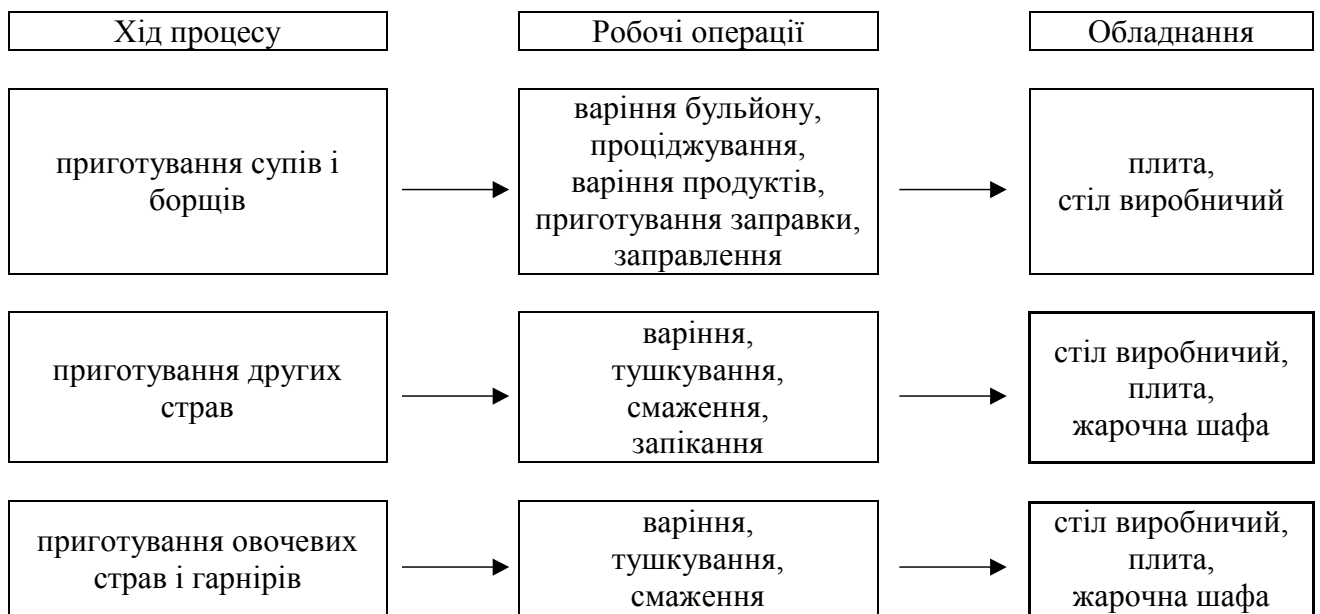 Хід процесу
Робочі операції
Обладнання
приготування супів і
борщів
варіння бульйону,
проціджування,
варіння продуктів,
приготування заправки,
заправлення
плита,
стіл виробничий
приготування других
страв
варіння,
тушкування,
смаження,
запікання
стіл виробничий,
плита,
жарочна шафа
приготування овочевих
страв і гарнірів
варіння,
тушкування,
смаження
стіл виробничий,
плита,
жарочна шафа